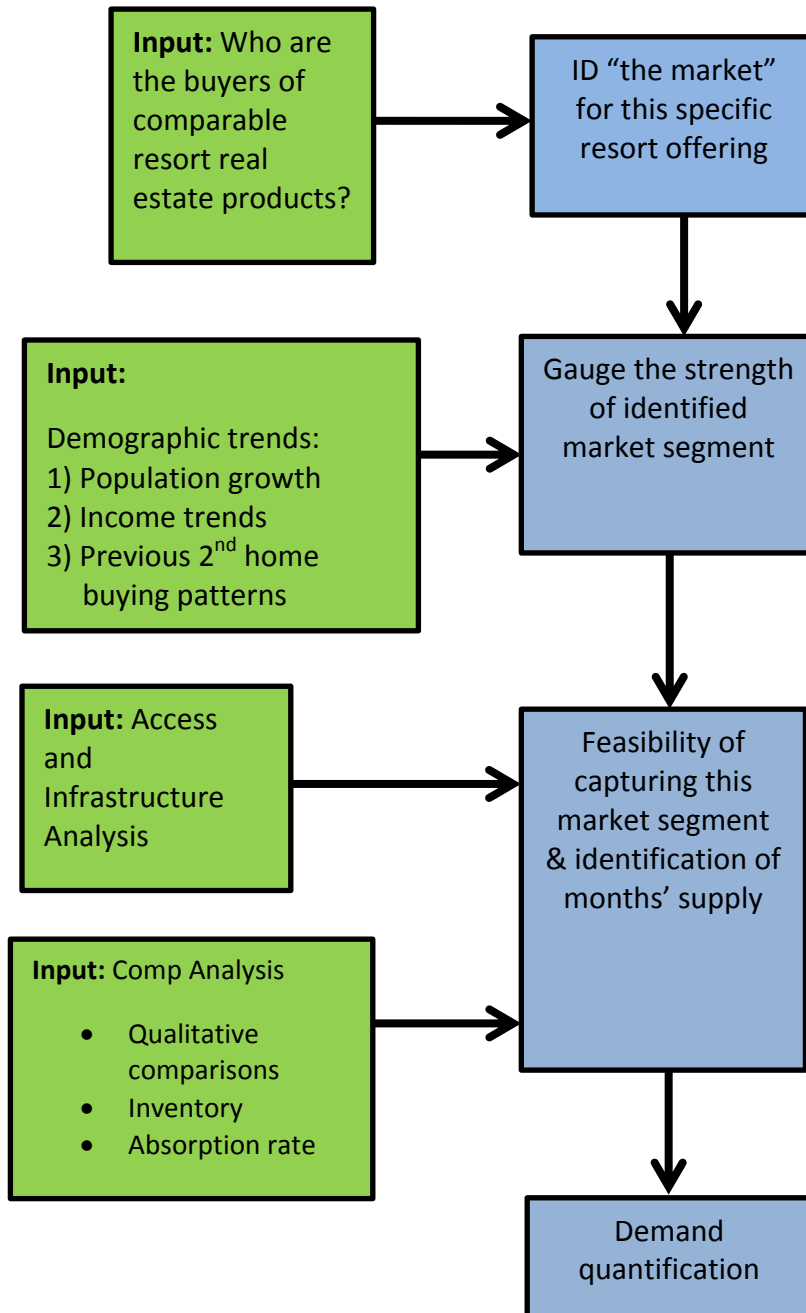 Input: Who are
the buyers of
comparable
resort real
estate products?
ID “the market”
for this specific
resort offering
Input:
Demographic trends:
1) Population growth
2) Income trends
3) Previous 2nd home
buying patterns
Gauge the strength
of identified
market segment
Input: Access
and
Infrastructure
Analysis
Feasibility of
capturing this
market segment
& identification of
months’ supply
Input: Comp Analysis
• Qualitative
comparisons
• Inventory
• Absorption rate
Demand
quantification